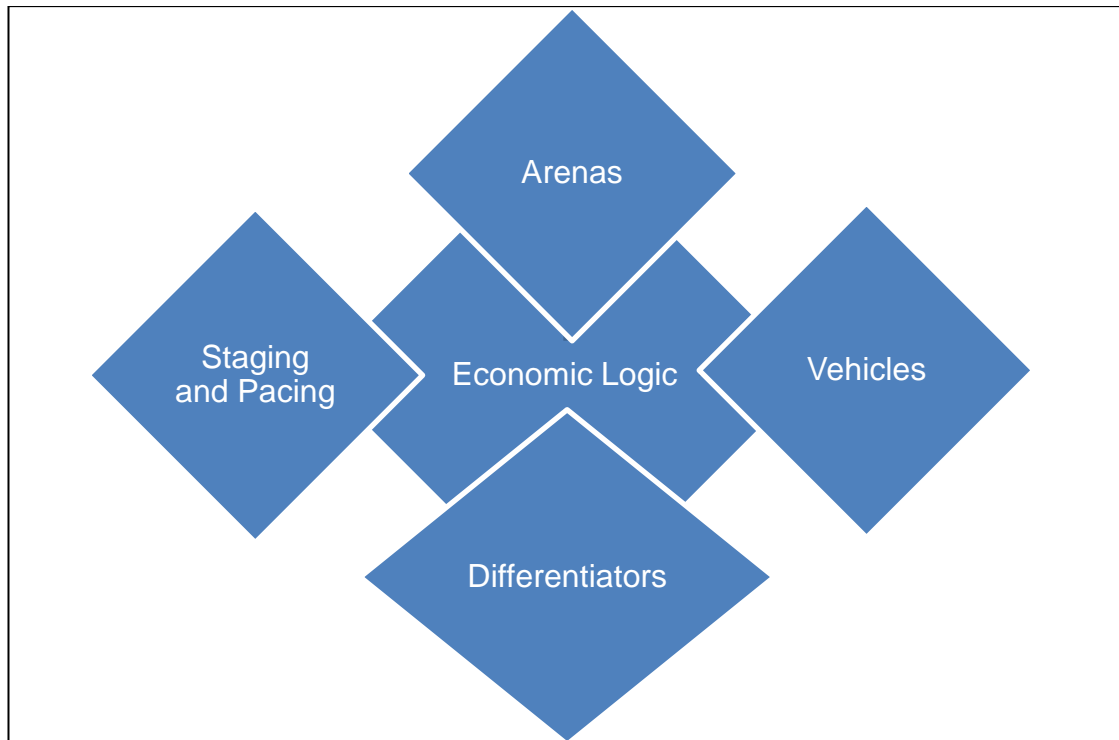 Arenas
Staging
and Pacing
Economic Logic
Vehicles
Differentiators